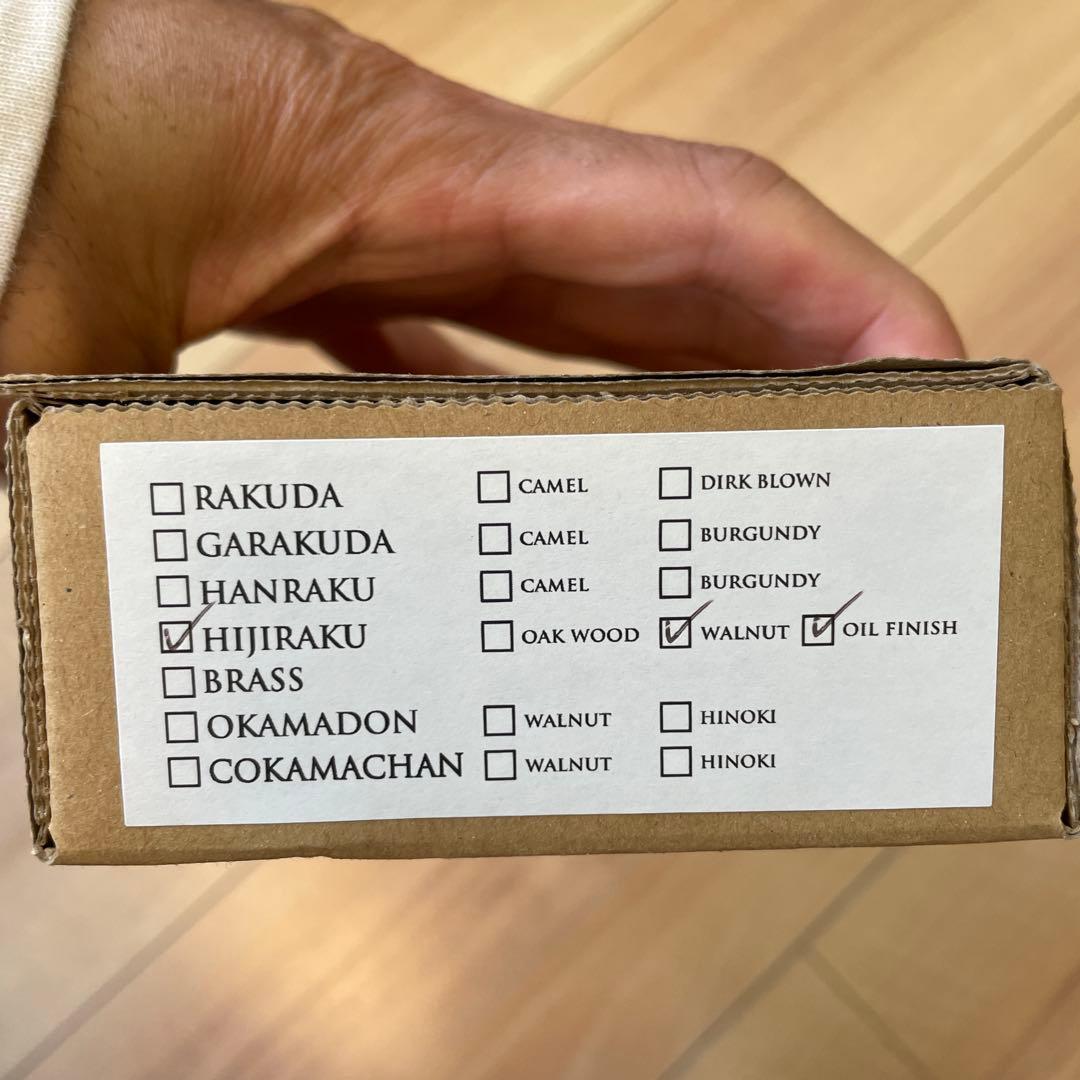 RAKUDA CAMEL DIRK BLOWN
GARAKUDA CAMEL BURGUNDY
HANRAKU CAMEL BURGUNDY
HIJIRAKU OAK WOOD WALNUT OIL FINISH
BRASS
OKAMADON WALNUT HINOKI
COKAMACHAN WALNUT HINOKI